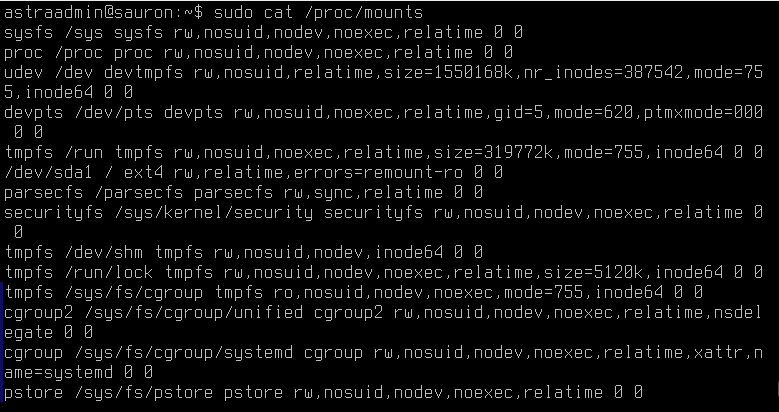 astraadmin@sauron:~$ sudo cat /proc/mounts
sysfs /sys sysfs rw,nosuid,nodev,noexec,relatime 0 0
proc /proc proc rw,nosuid,nodev,noexec,relatime 0 0
udev /dev devtmpfs rw,nosuid,relatime,size=1550168k,nr_inodes=387542,mode=75
5,inode64 0 0
devpts /dev/pts devpts rw,nosuid,noexec,relatime,gid=5,mode=620,ptmxmode=000
 0 0
tmpfs /run tmpfs rw,nosuid,noexec,relatime,size=319772k,mode=755,inode64 0 0
/dev/sda1 / ext4 rw,relatime,errors=remount-ro 0 0
parsecfs /parsecfs parsecfs rw,sync,relatime 0 0
securityfs /sys/kernel/security securityfs rw,nosuid,nodev,noexec,relatime 0
 0
tmpfs /dev/shm tmpfs rw,nosuid,nodev,inode64 0 0
tmpfs /run/lock tmpfs rw,nosuid,nodev,noexec,relatime,size=5120k,inode64 0 0
tmpfs /sys/fs/cgroup tmpfs ro,nosuid,nodev,noexec,mode=755,inode64 0 0
cgroup2 /sys/fs/cgroup/unified cgroup2 rw,nosuid,nodev,noexec,relatime,nsdel
egate 0 0
cgroup /sys/fs/cgroup/systemd cgroup rw,nosuid,nodev,noexec,relatime,xattr,n
ame=systemd 0 0
pstore /sys/fs/pstore pstore rw,nosuid,nodev,noexec,relatime 0 0